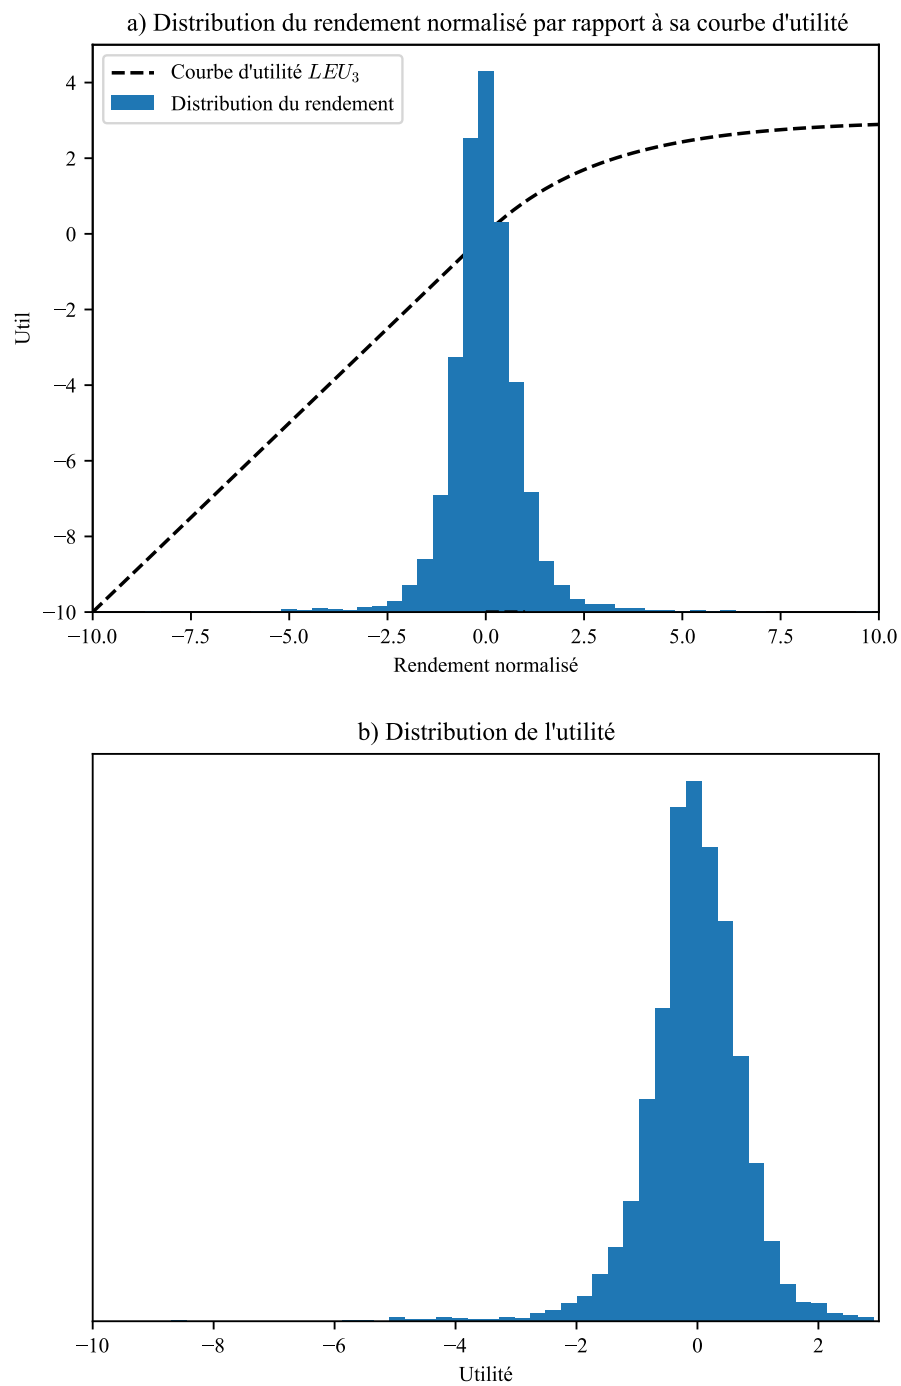 a) Distribution du rendement normalisé par rapport à sa courbe d'utilité
Courbe d'utilité LEU₃
Distribution du rendement
4
2
0
−2
−4
−6
−8
−10
Util
−10.0 −7.5 −5.0 −2.5 0.0 2.5 5.0 7.5 10.0
Rendement normalisé
b) Distribution de l'utilité
−10 −8 −6 −4 −2 0 2
Utilité